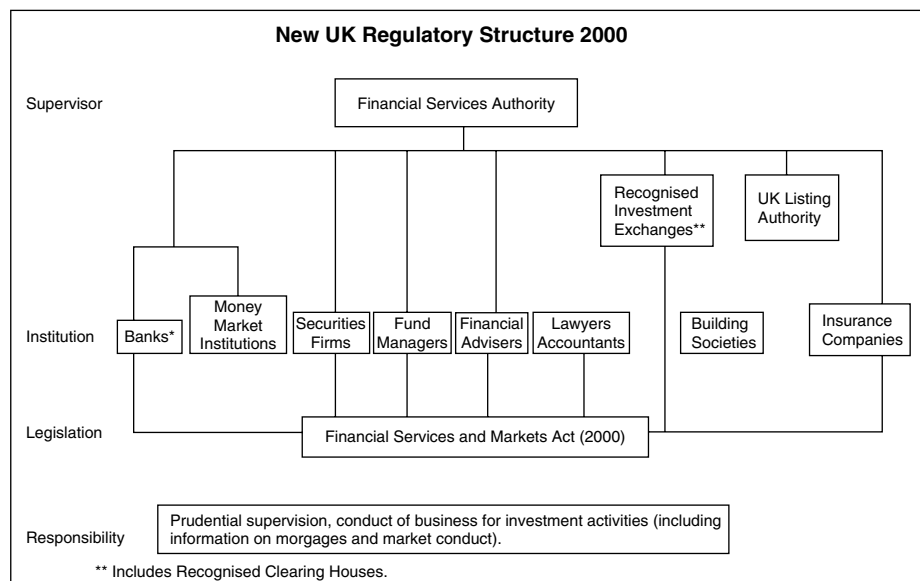 New UK Regulatory Structure 2000
Supervisor
Financial Services Authority
Recognised
Investment
Exchanges**
UK Listing
Authority
Institution
Banks*
Money
Market
Institutions
Securities
Firms
Fund
Managers
Financial
Advisers
Lawyers
Accountants
Building
Societies
Insurance
Companies
Legislation
Financial Services and Markets Act (2000)
Responsibility
Prudential supervision, conduct of business for investment activities (including
information on morgages and market conduct).
** Includes Recognised Clearing Houses.